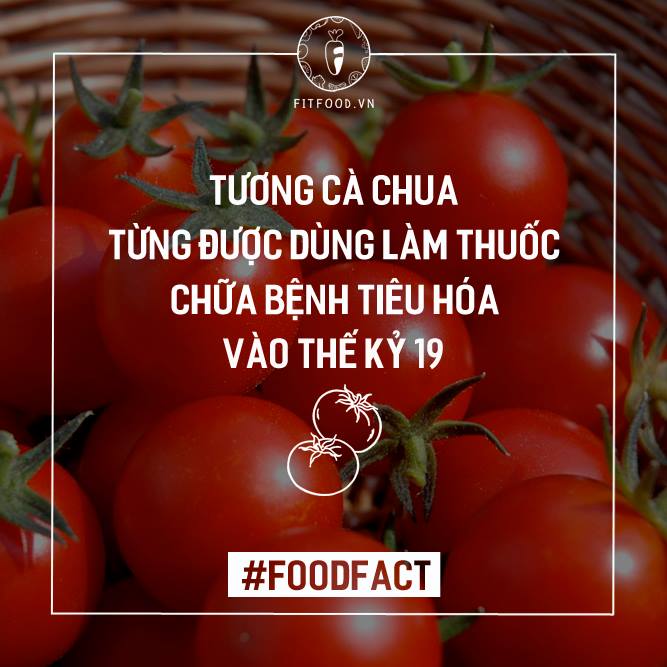 FITFOOD.VN
TƯƠNG CÀ CHUA
TỪNG ĐƯỢC DÙNG LÀM THUỐC
CHỮA BỆNH TIÊU HÓA
VÀO THẾ KỶ 19
#FOODFACT